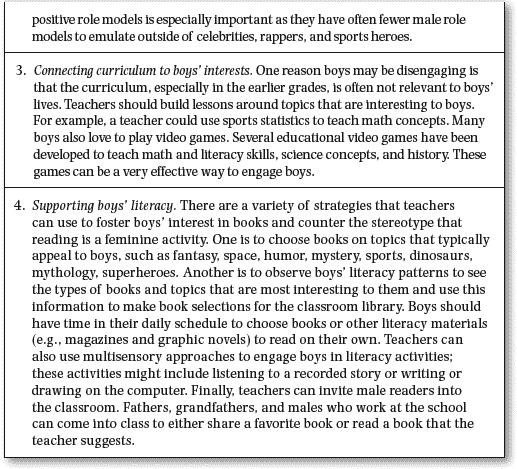 positive role models is especially important as they have often fewer male role
models to emulate outside of celebrities, rappers, and sports heroes.
3. Connecting curriculum to boys' interests. One reason boys may be disengaging is
that the curriculum, especially in the earlier grades, is often not relevant to boys'
lives. Teachers should build lessons around topics that are interesting to boys.
For example, a teacher could use sports statistics to teach math concepts. Many
boys also love to play video games. Several educational video games have been
developed to teach math and literacy skills, science concepts, and history. These
games can be a very effective way to engage boys.
4. Supporting boys' literacy. There are a variety of strategies that teachers
can use to foster boys' interest in books and counter the stereotype that
reading is a feminine activity. One is to choose books on topics that typically
appeal to boys, such as fantasy, space, humor, mystery, sports, dinosaurs,
mythology, superheroes. Another is to observe boys' literacy patterns to see
the types of books and topics that are most interesting to them and use this
information to make book selections for the classroom library. Boys should
have time in their daily schedule to choose books or other literacy materials
(e.g., magazines and graphic novels) to read on their own. Teachers can
also use multisensory approaches to engage boys in literacy activities;
these activities might include listening to a recorded story or writing or
drawing on the computer. Finally, teachers can invite male readers into
the classroom. Fathers, grandfathers, and males who work at the school
can come into class to either share a favorite book or read a book that the
teacher suggests.